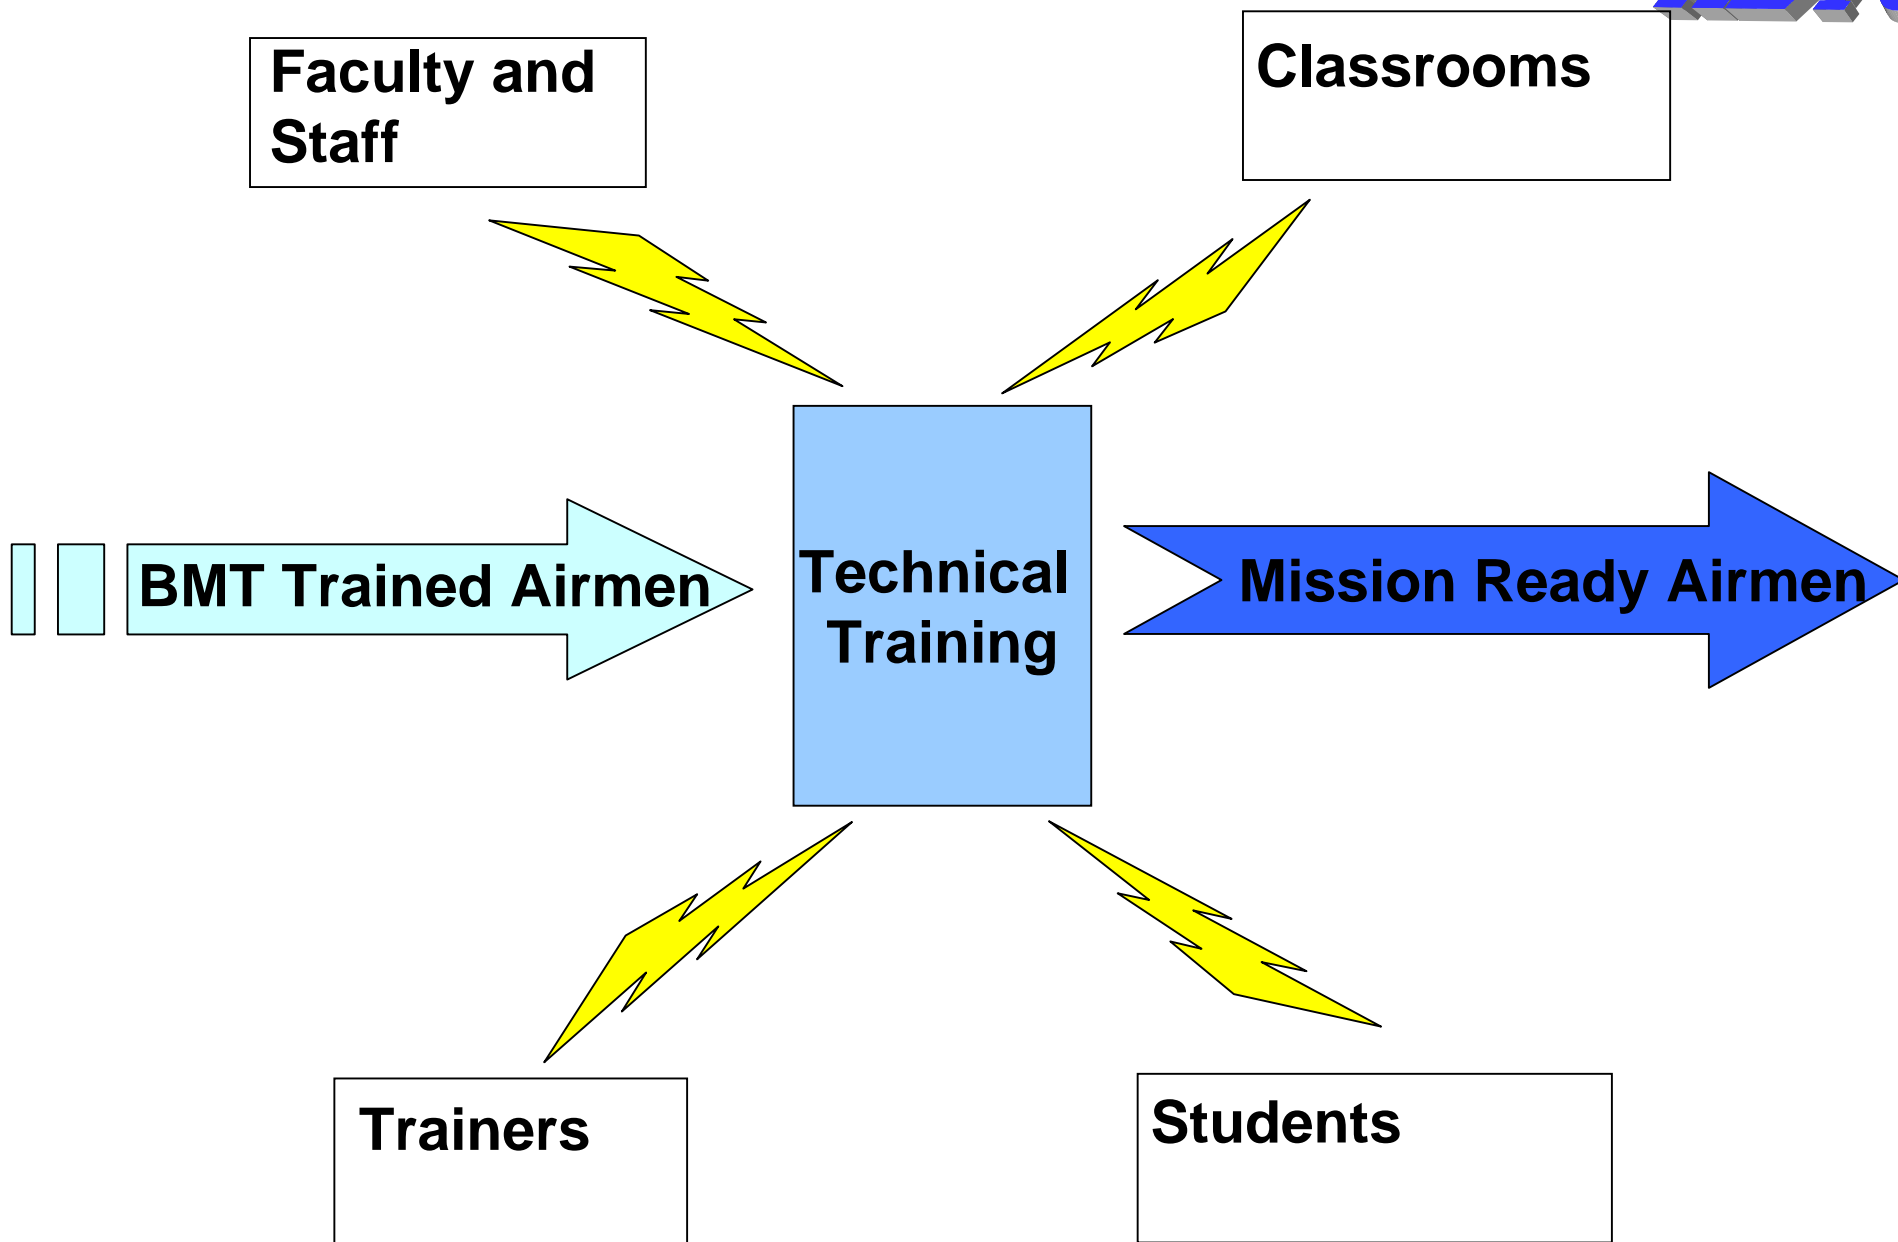 Faculty and
Staff
Classrooms
BMT Trained Airmen
Technical
Training
Mission Ready Airmen
Trainers
Students